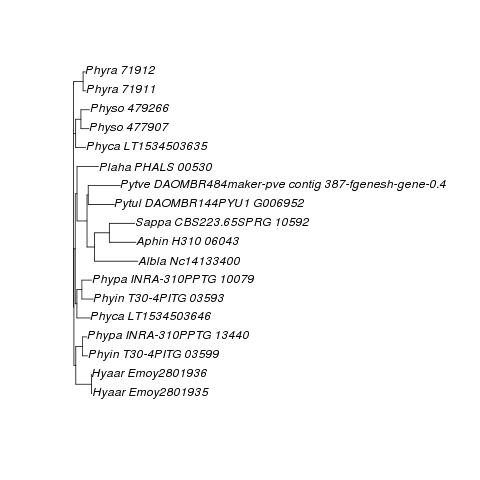 Phyra 71912
Phyra 71911
Physo 479266
Physo 477907
Phyca LT1534503635
Plaha PHALS 00530
Pytve DAOMBR484maker-pve contig 387-fgenesh-gene-0.4
Pytul DAOMBR144PYU1 G006952
Sappa CBS223.65SPRG 10592
Aphin H310 06043
Albla Nc14133400
Phypa INRA-310PPTG 10079
Phyin T30-4PITG 03593
Phyca LT1534503646
Phypa INRA-310PPTG 13440
Phyin T30-4PITG 03599
Hyaar Emoy2801936
Hyaar Emoy2801935